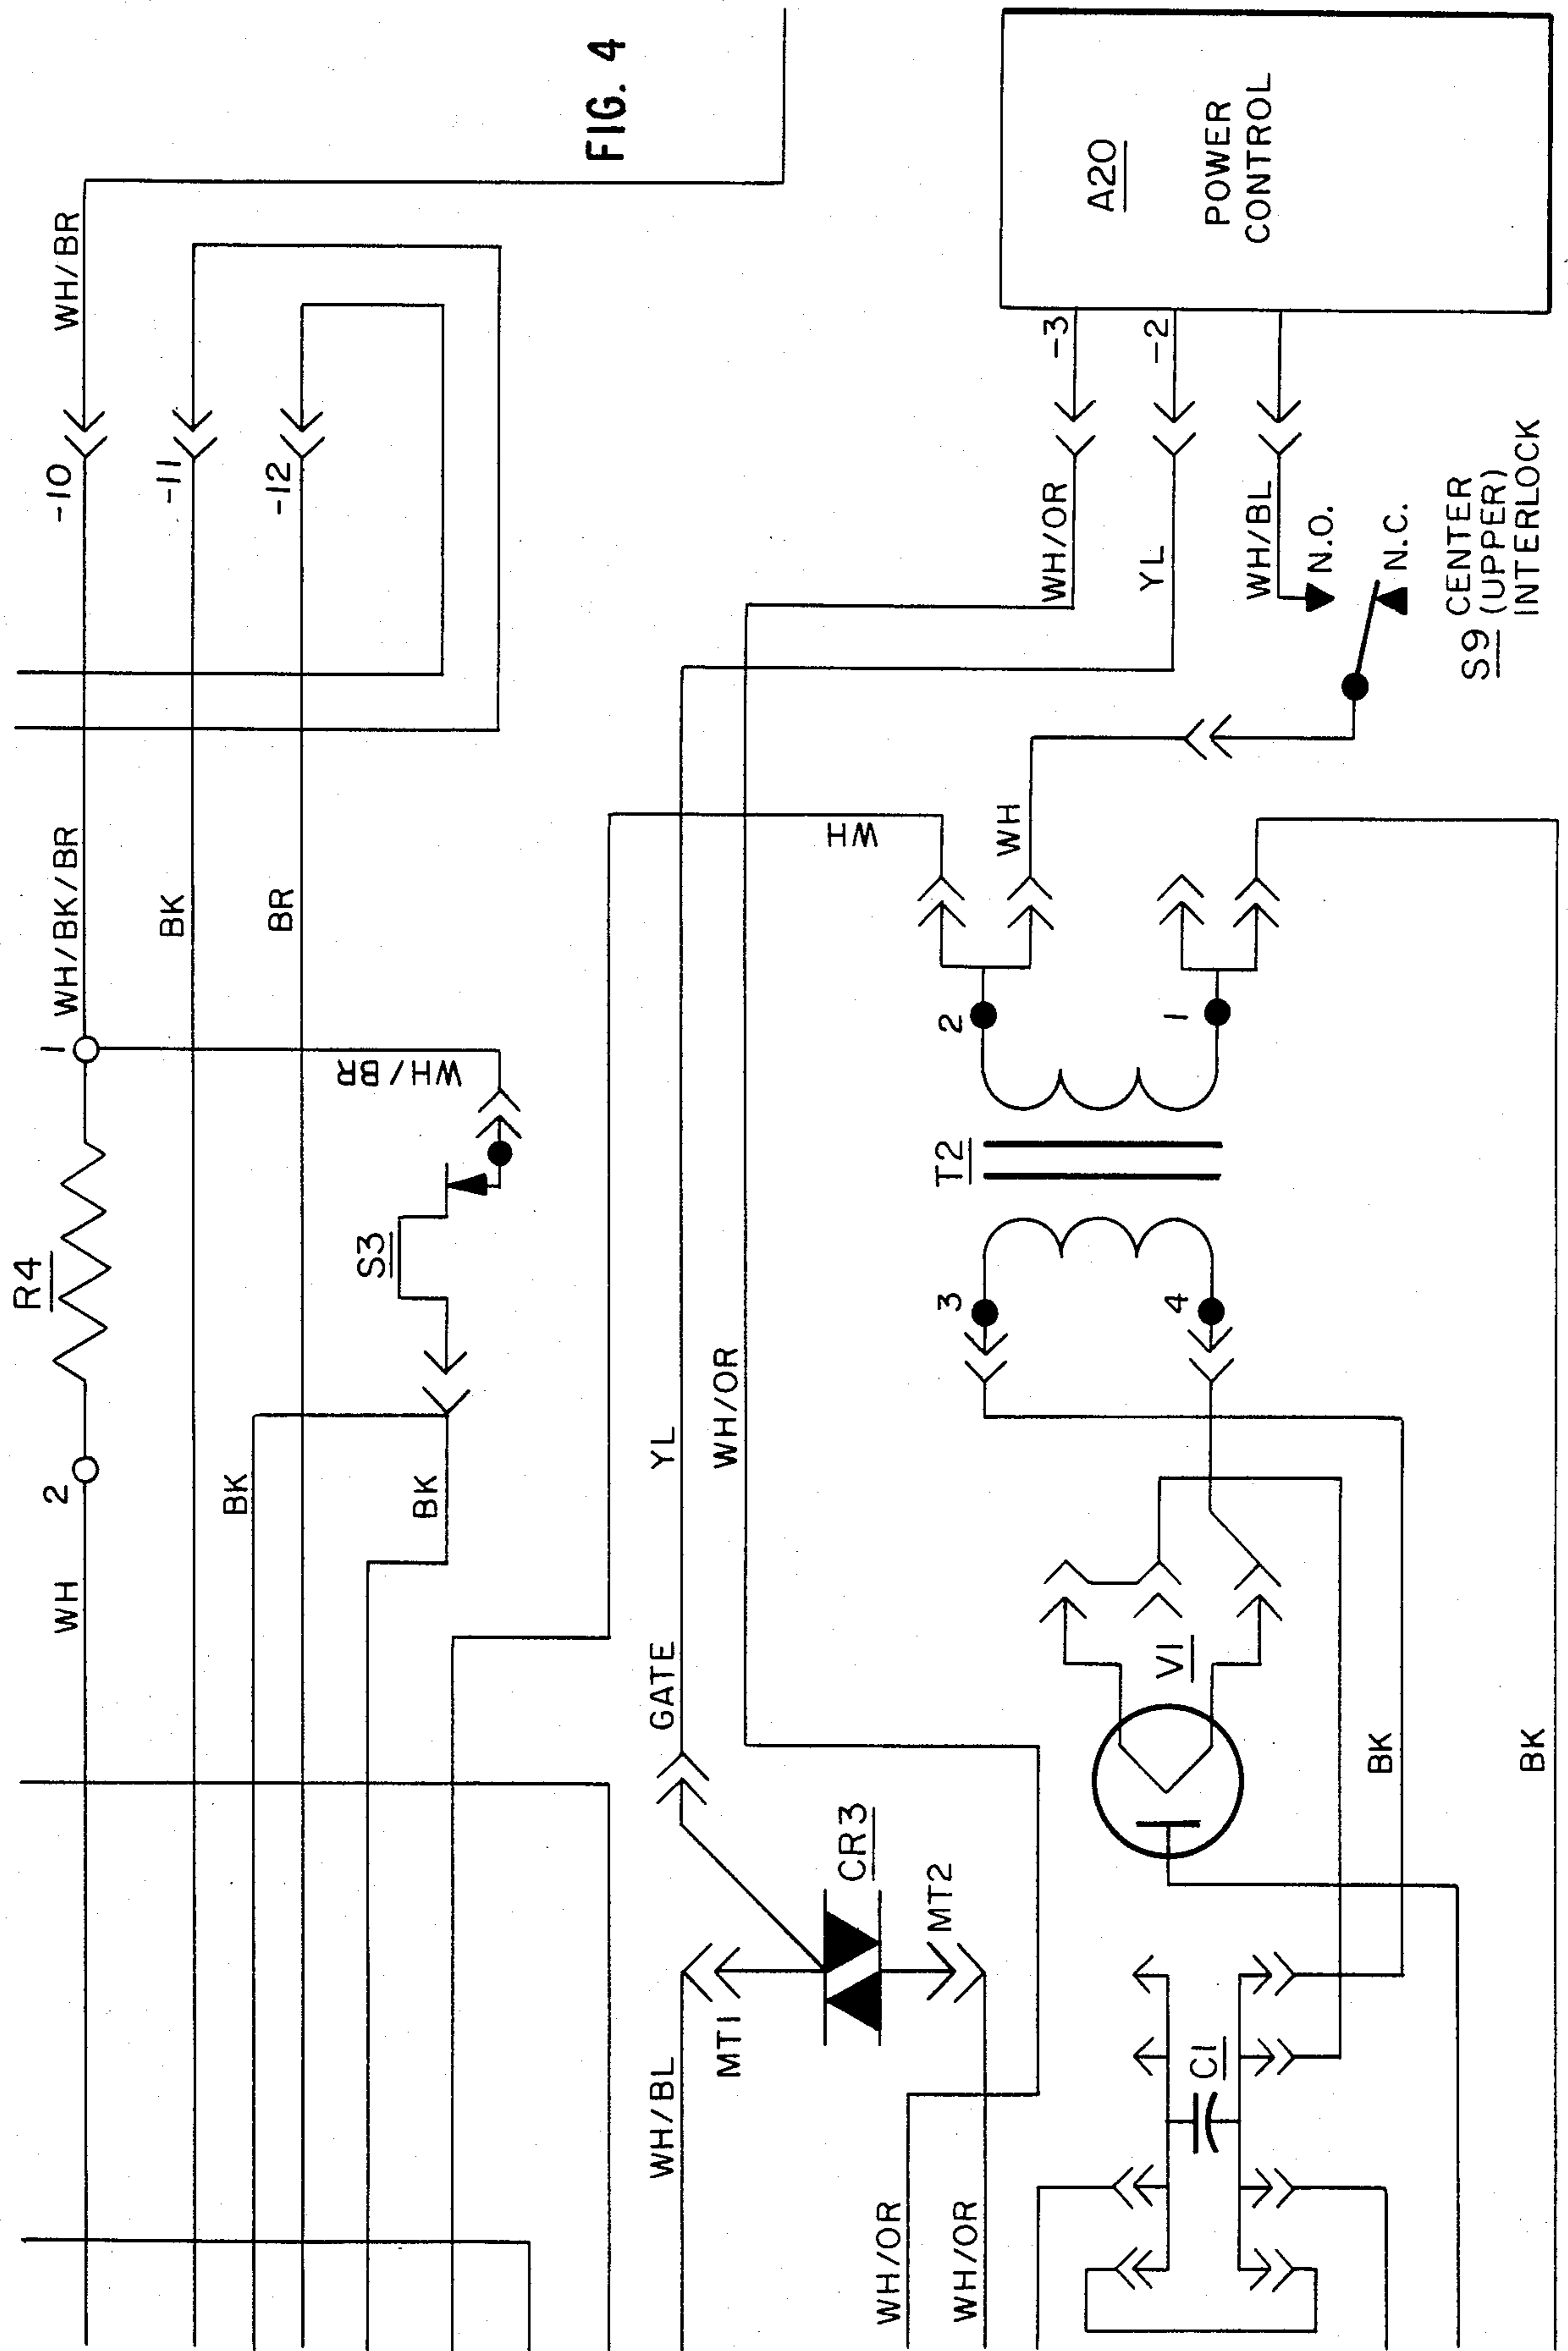 FIG. 4
R4
2
1
WH
WH/BK/BR
-10
WH/BR
BK
-11
BR
-12
BK
S3
WH/BR
BK
GATE
YL
WH/OR
WH
WH/BL
MT1
CR3
MT2
WH/OR
WH/OR
T2
3
2
4
1
WH
WH/OR
-3
YL
-2
WH/BL
N.O.
N.C.
S9
CENTER
(UPPER)
INTERLOCK
A20
POWER
CONTROL
C1
V1
BK
BK